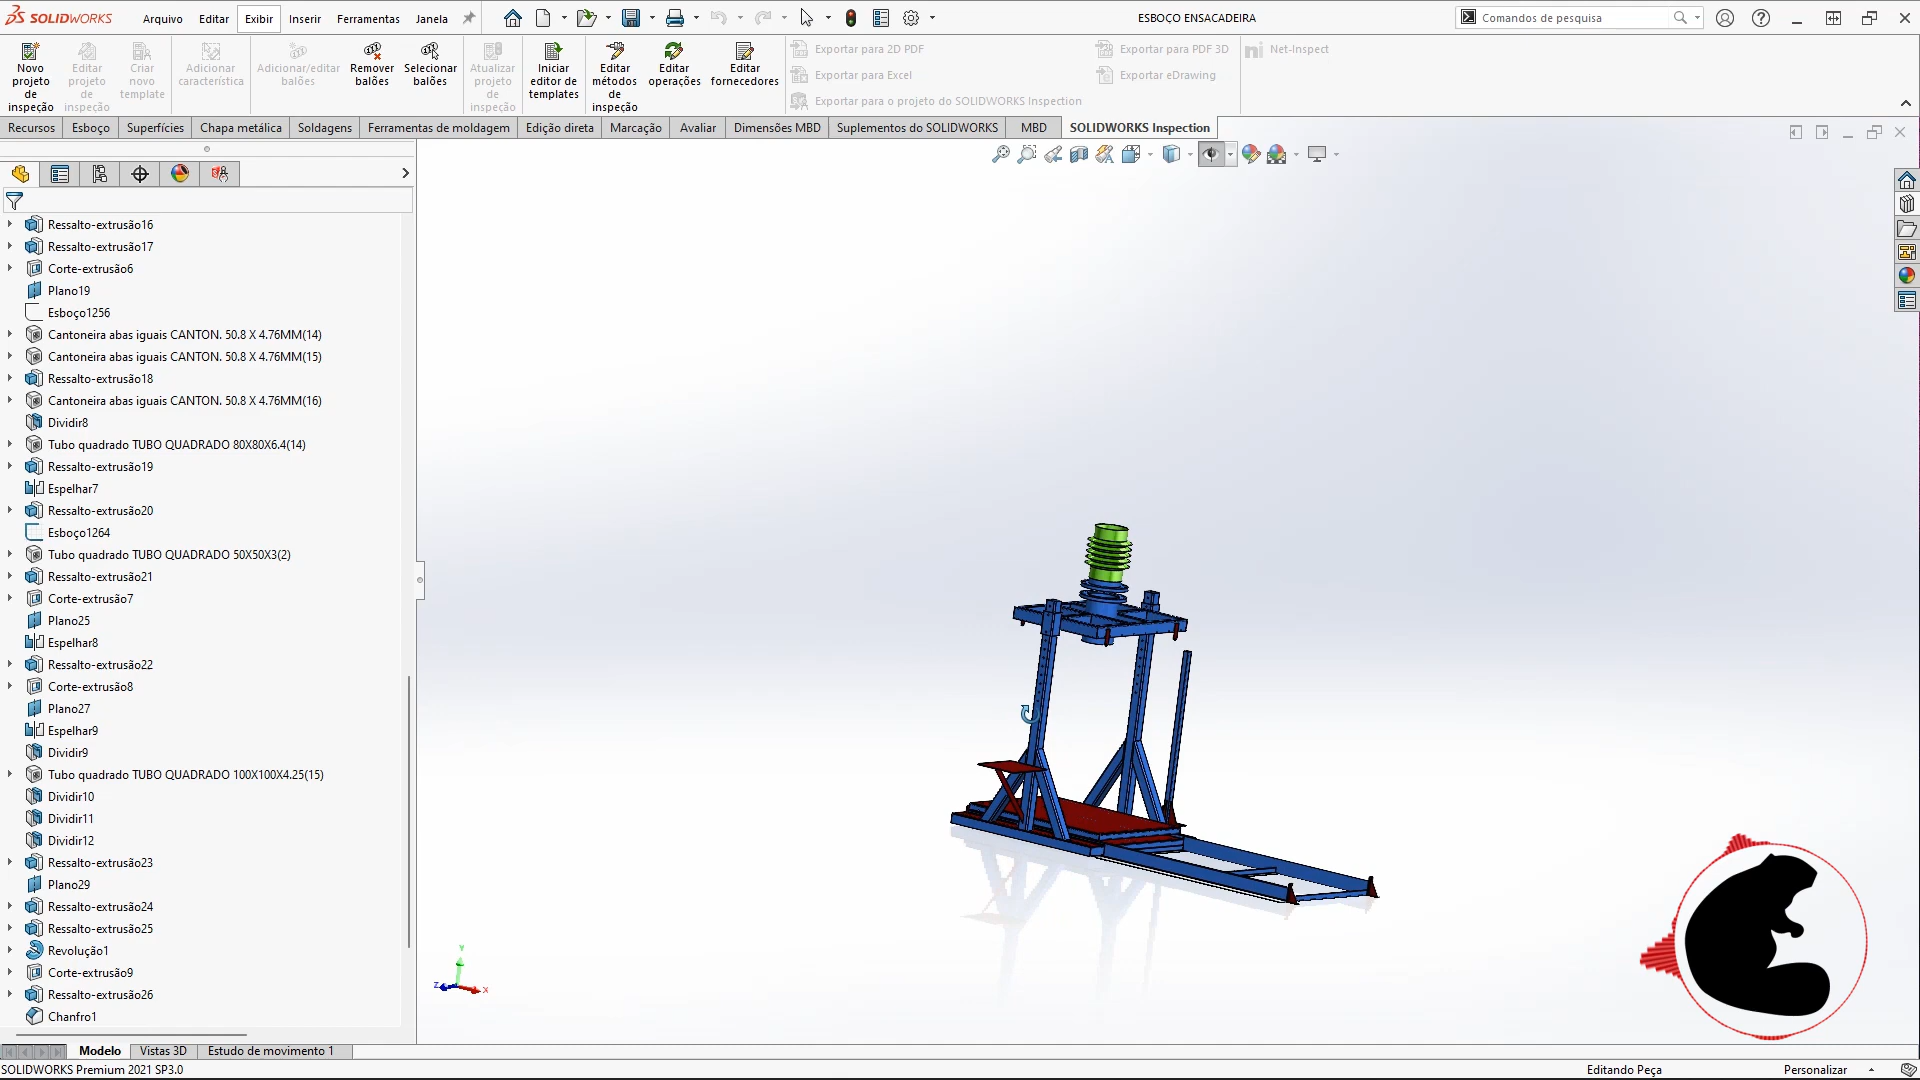 SOLIDWORKS
Arquivo Editar Exibir Inserir Ferramentas Janela
ESBOÇO ENSACADEIRA
Comandos de pesquisa
Novo projeto de inspeção
Editar projeto de inspeção
Criar novo template
Adicionar característica
Adicionar/editar balões
Remover balões
Selecionar balões
Atualizar projeto de inspeção
Iniciar editor de templates
Editar métodos de inspeção
Editar operações
Editar fornecedores
Exportar para 2D PDF
Exportar para Excel
Exportar para o projeto do SOLIDWORKS Inspection
Exportar para PDF 3D
Exportar eDrawing
Net-Inspect
Recursos Esboço Superfícies Chapa metálica Soldagens Ferramentas de moldagem Edição direta Marcação Avaliar Dimensões MBD Suplementos do SOLIDWORKS MBD SOLIDWORKS Inspection
Ressalto-extrusão16
Ressalto-extrusão17
Corte-extrusão6
Plano19
Esboço1256
Cantoneira abas iguais CANTON. 50.8 X 4.76MM(14)
Cantoneira abas iguais CANTON. 50.8 X 4.76MM(15)
Ressalto-extrusão18
Cantoneira abas iguais CANTON. 50.8 X 4.76MM(16)
Dividir8
Tubo quadrado TUBO QUADRADO 80X80X6.4(14)
Ressalto-extrusão19
Espelhar7
Ressalto-extrusão20
Esboço1264
Tubo quadrado TUBO QUADRADO 50X50X3(2)
Ressalto-extrusão21
Corte-extrusão7
Plano25
Espelhar8
Ressalto-extrusão22
Corte-extrusão8
Plano27
Espelhar9
Dividir9
Tubo quadrado TUBO QUADRADO 100X100X4.25(15)
Dividir10
Dividir11
Dividir12
Ressalto-extrusão23
Plano29
Ressalto-extrusão24
Ressalto-extrusão25
Revolução1
Corte-extrusão9
Ressalto-extrusão26
Chanfro1
Y
Z
X
Modelo Vistas 3D Estudo de movimento 1
SOLIDWORKS Premium 2021 SP3.0
Editando Peça
Personalizar